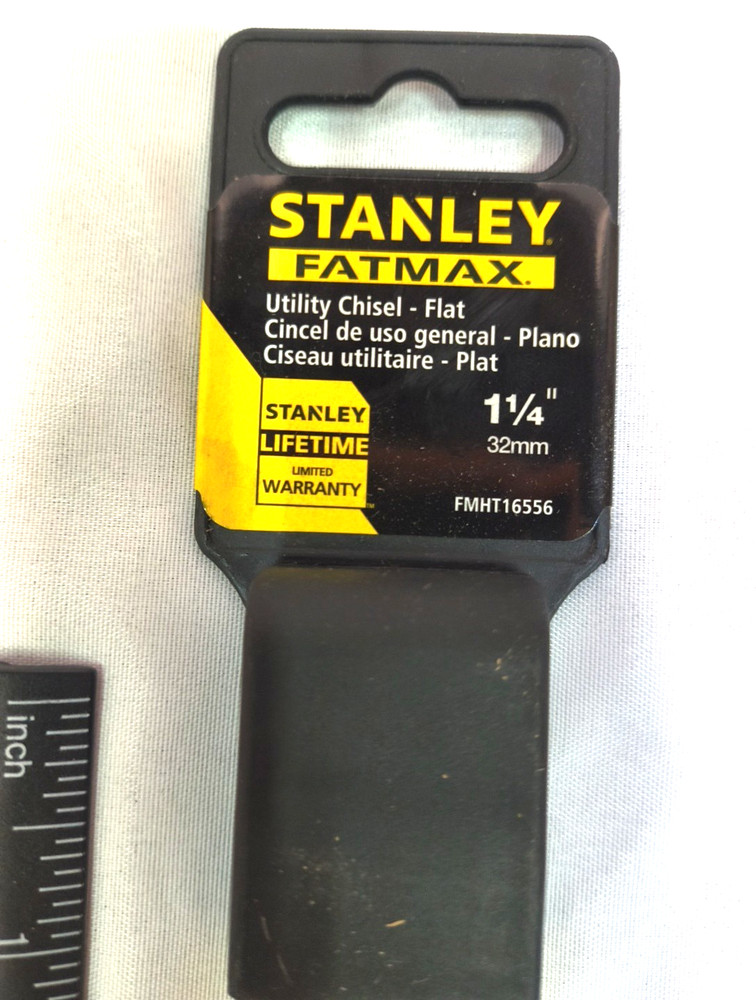 STANLEY
FATMAX.
Utility Chisel - Flat
Cincel de uso general - Plano
Ciseau utilitaire - Plat
STANLEY
LIFETIME
LIMITED
WARRANTY™
1¼"
32mm
FMHT16556
inch
1